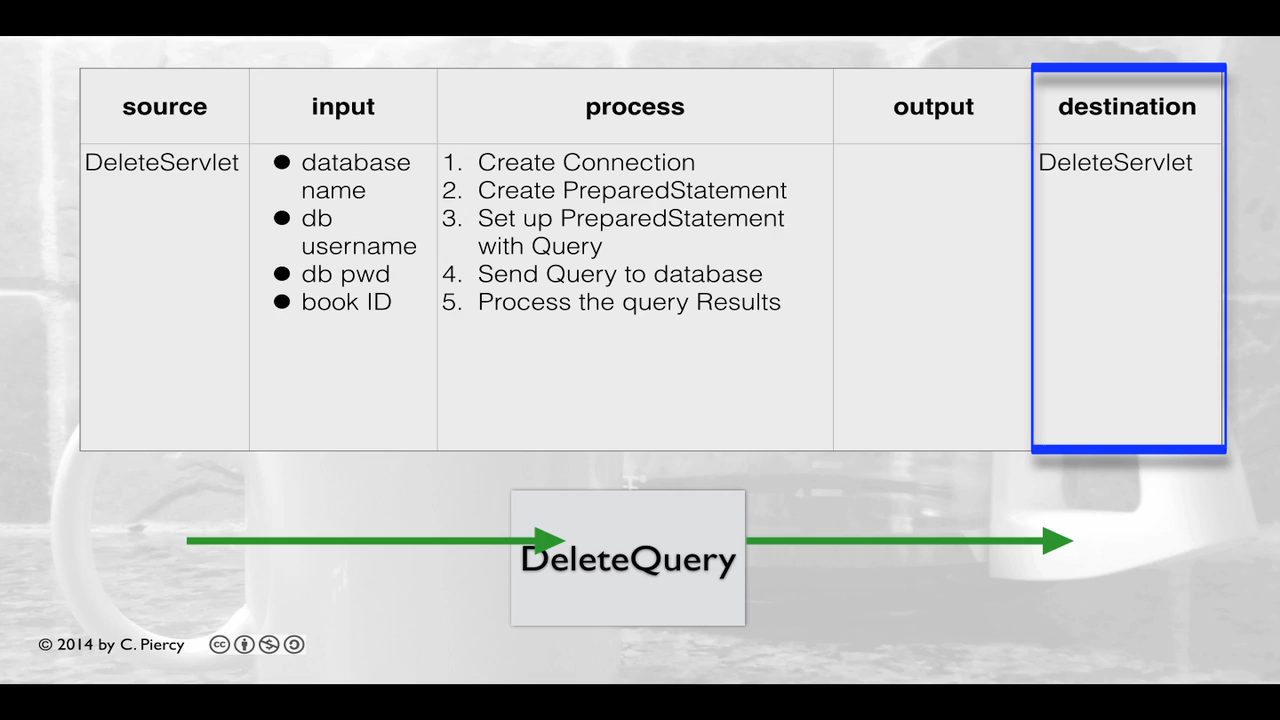 source input process output destination
DeleteServlet
● database
name
● db
username
● db pwd
● book ID
1. Create Connection
2. Create PreparedStatement
3. Set up PreparedStatement
with Query
4. Send Query to database
5. Process the query Results
DeleteServlet
DeleteQuery
© 2014 by C. Piercy
cc